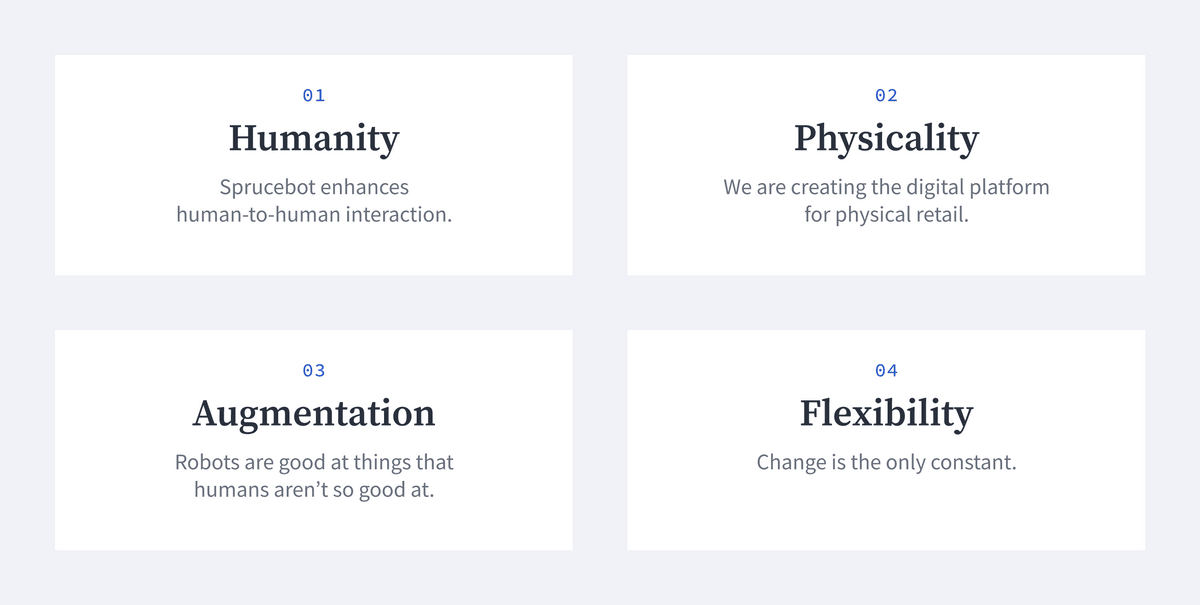 01
Humanity
Sprucebot enhances
human-to-human interaction.
02
Physicality
We are creating the digital platform
for physical retail.
03
Augmentation
Robots are good at things that
humans aren’t so good at.
04
Flexibility
Change is the only constant.